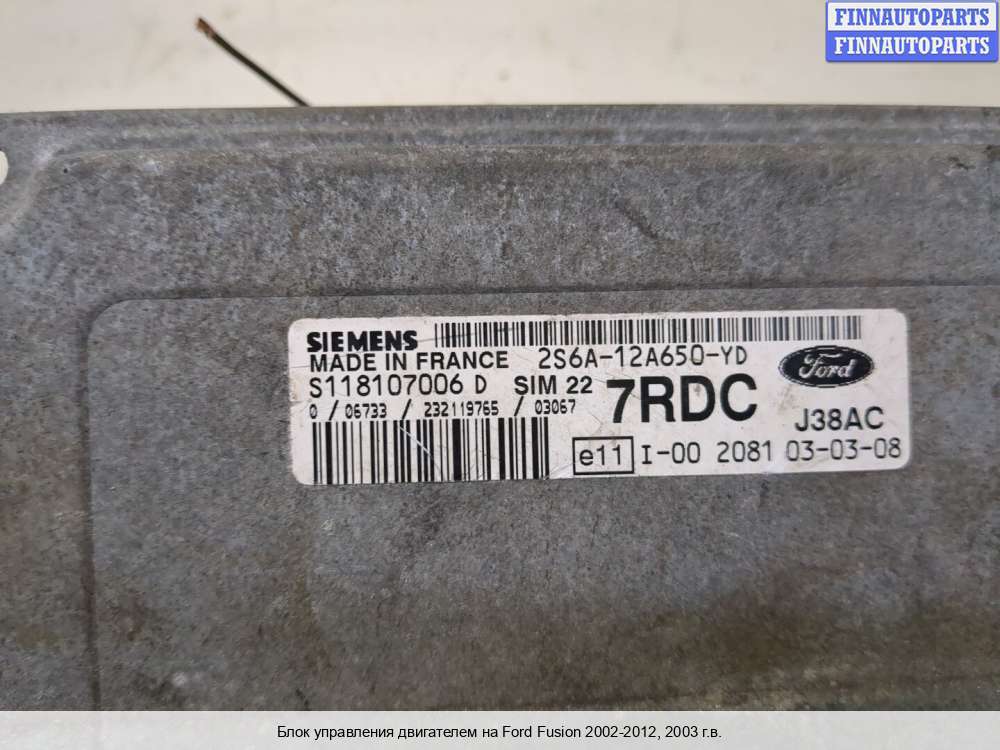 FINNAUTOPARTS
FINNAUTOPARTS
SIEMENS
MADE IN FRANCE 2S6A-12A650-YD
Ford
S118107006 D SIM 22 7RDC
0 / 06733 / 232119765 / 03067
J38AC
e11 I-00 2081 03-03-08
Блок управления двигателем на Ford Fusion 2002-2012, 2003 г.в.